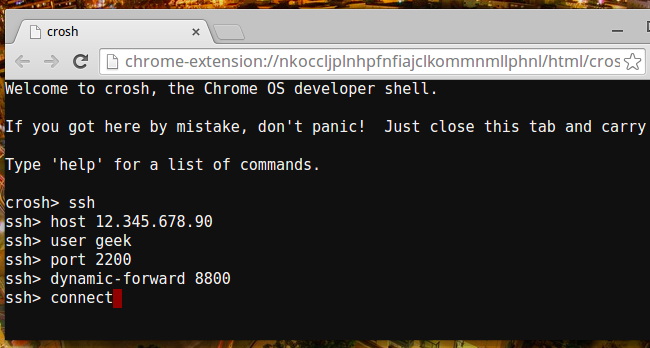 crosh
chrome-extension://nkoccljplnhpfnfiajclkommnmllphnl/html/cros
Welcome to crosh, the Chrome OS developer shell.
If you got here by mistake, don't panic!  Just close this tab and carry
Type 'help' for a list of commands.
crosh> ssh
ssh> host 12.345.678.90
ssh> user geek
ssh> port 2200
ssh> dynamic-forward 8800
ssh> connect